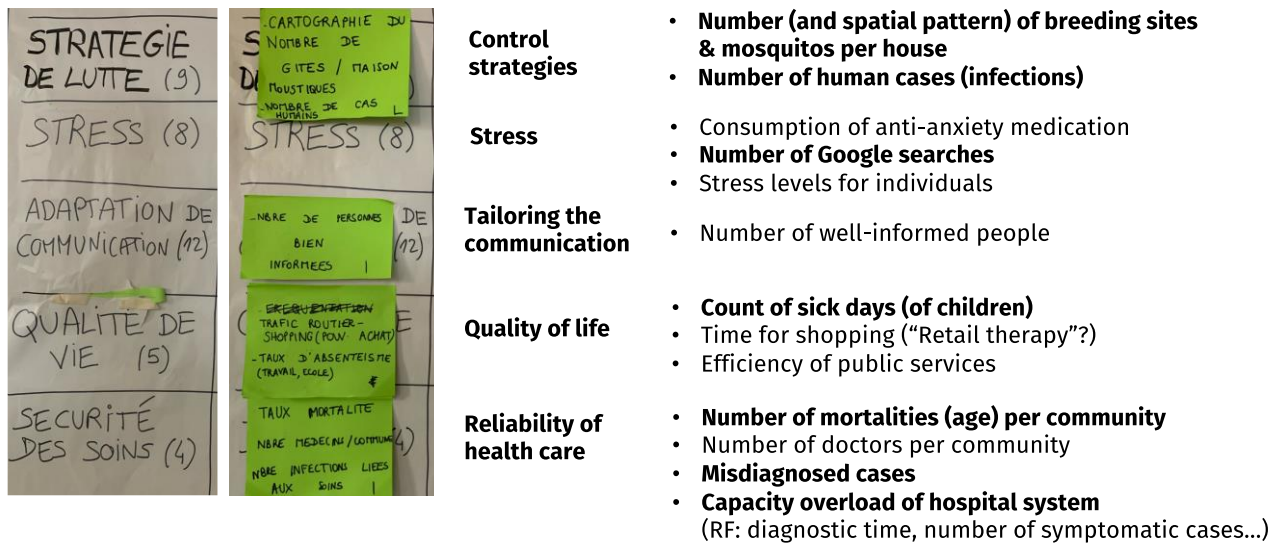 STRATEGIE
DE LUTTE (9)
STRESS (8)
ADAPTATION DE
COMMUNICATION (12)
QUALITE DE
VIE (5)
SECURITÉ
DES SOINS (4)
- CARTOGRAPHIE DU
NOMBRE DE
GITES / MAISON
MOUSTIQUES
- NOMBRE DE CAS
HUMAINS
STRESS (8)
- NBRE DE PERSONNES
BIEN
INFORMEES
DE
(12)
TRAFIC ROUTIER -
SHOPPING (POUV. ACHAT)
- TAUX D'ABSENTEISME
(TRAVAIL, ECOLE)
TAUX MORTALITE
NBRE MEDECINS / COMMUNE
NBRE INFECTIONS LIEES
AUX SOINS
Control
strategies
• Number (and spatial pattern) of breeding sites
& mosquitos per house
• Number of human cases (infections)
Stress
• Consumption of anti-anxiety medication
• Number of Google searches
• Stress levels for individuals
Tailoring the
communication
• Number of well-informed people
Quality of life
• Count of sick days (of children)
• Time for shopping (“Retail therapy”?)
• Efficiency of public services
Reliability of
health care
• Number of mortalities (age) per community
• Number of doctors per community
• Misdiagnosed cases
• Capacity overload of hospital system
(RF: diagnostic time, number of symptomatic cases...)